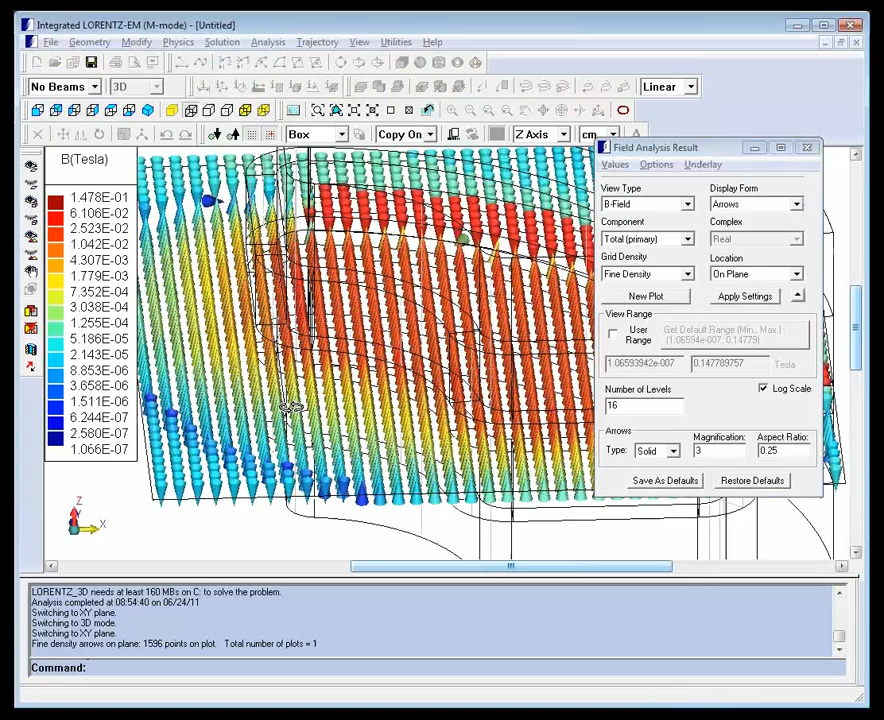 Integrated LORENTZ-EM (M-mode) - [Untitled]
File Geometry Modify Physics Solution Analysis Trajectory View Utilities Help
No Beams 3D Linear
Box Copy On Z Axis cm
B(Tesla)
1.478E-01
6.106E-02
2.523E-02
1.042E-02
4.307E-03
1.779E-03
7.352E-04
3.038E-04
1.255E-04
5.186E-05
2.143E-05
8.853E-06
3.658E-06
1.511E-06
6.244E-07
2.580E-07
1.066E-07
Z
Y
X
Field Analysis Result
Values Options Underlay
View Type Display Form
B-Field Arrows
Component Complex
Total (primary) Real
Grid Density Location
Fine Density On Plane
New Plot Apply Settings
View Range
User Range
Get Default Range (Min., Max.):
(1.06594e-007, 0.14779)
1.06593942e-007 0.147789757 Tesla
Number of Levels Log Scale
16
Arrows
Type: Solid
Magnification: 3
Aspect Ratio: 0.25
Save As Defaults Restore Defaults
LORENTZ_3D needs at least 160 MBs on C: to solve the problem.
Analysis completed at 08:54:40 on 06/24/11
Switching to XY plane.
Switching to 3D mode.
Switching to XY plane.
Fine density arrows on plane: 1596 points on plot. Total number of plots = 1
Command: